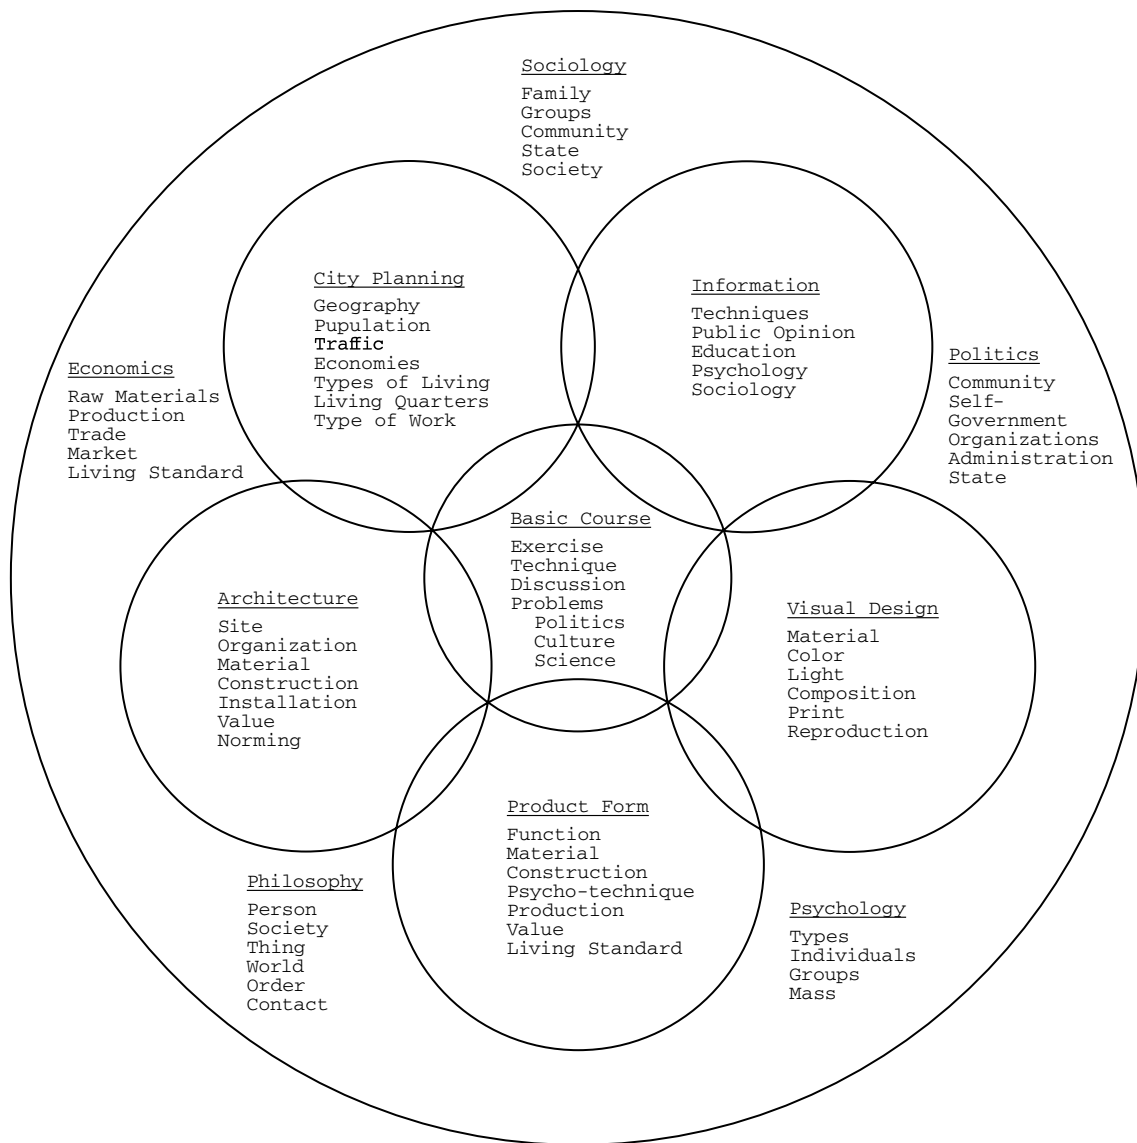 Sociology
Family
Groups
Community
State
Society
City Planning
Geography
Pupulation
Traffic
Economies
Types of Living
Living Quarters
Type of Work
Information
Techniques
Public Opinion
Education
Psychology
Sociology
Economics
Raw Materials
Production
Trade
Market
Living Standard
Politics
Community
Self-
Government
Organizations
Administration
State
Basic Course
Exercise
Technique
Discussion
Problems
Politics
Culture
Science
Architecture
Site
Organization
Material
Construction
Installation
Value
Norming
Visual Design
Material
Color
Light
Composition
Print
Reproduction
Product Form
Function
Material
Construction
Psycho-technique
Production
Value
Living Standard
Philosophy
Person
Society
Thing
World
Order
Contact
Psychology
Types
Individuals
Groups
Mass